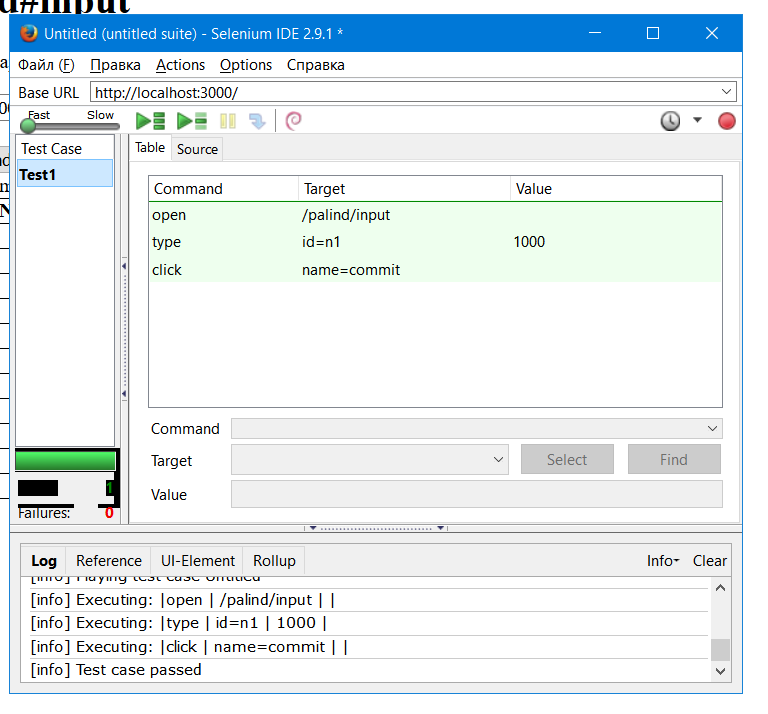 d#input
Untitled (untitled suite) - Selenium IDE 2.9.1 *
Файл (F) Правка Actions Options Справка
Base URL http://localhost:3000/
Fast Slow
Table Source
Test Case
Test1
Command Target Value
open /palind/input
type id=n1 1000
click name=commit
Command
Target Select Find
Value
1
Failures: 0
Log Reference UI-Element Rollup Info Clear
[info] Playing test case Untitled
[info] Executing: |open | /palind/input | |
[info] Executing: |type | id=n1 | 1000 |
[info] Executing: |click | name=commit | |
[info] Test case passed